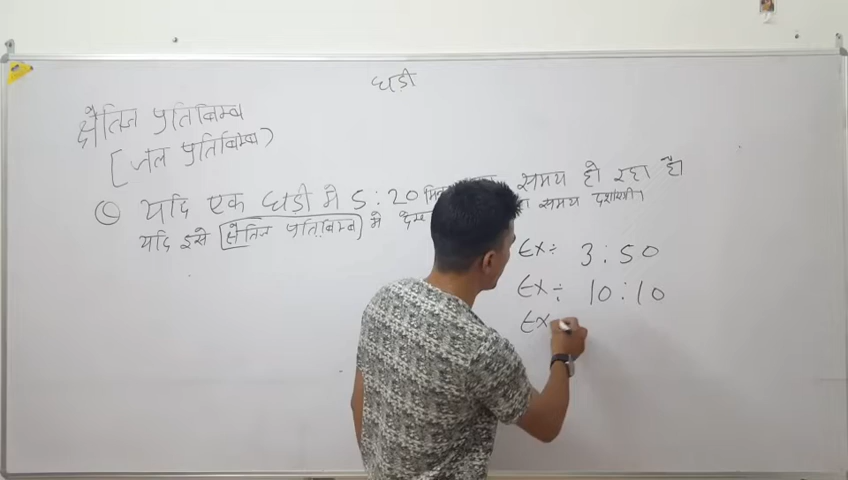 घड़ी
क्षैतिज प्रतिबिम्ब
[जल प्रतिबिम्ब)
Q यदि एक घड़ी मे 5:20 समय हो रहा है।
यदि इसे क्षैतिज प्रतिबिम्ब मे समय दर्शाएगी।
Ex÷ 3:50
Ex÷ 10:10
Ex